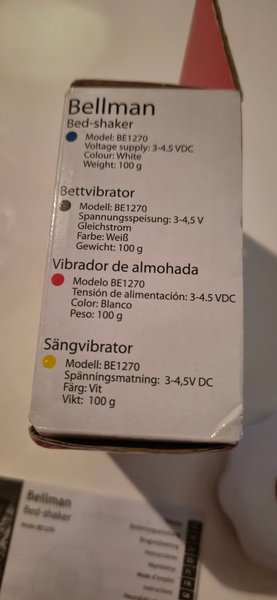 Bellman
Bed-shaker
Model: BE1270
Voltage supply: 3-4.5 VDC
Colour: White
Weight: 100 g
Bettvibrator
Modell: BE1270
Spannungsspeisung: 3-4,5 V
Gleichstrom
Farbe: Weiß
Gewicht: 100 g
Vibrador de almohada
Modelo BE1270
Tensión de alimentación: 3-4.5 VDC
Color: Blanco
Peso: 100 g
Sängvibrator
Modell: BE1270
Spänningsmatning: 3-4,5V DC
Färg: Vit
Vikt: 100 g
Bellman
Bed-shaker
Model BE1270